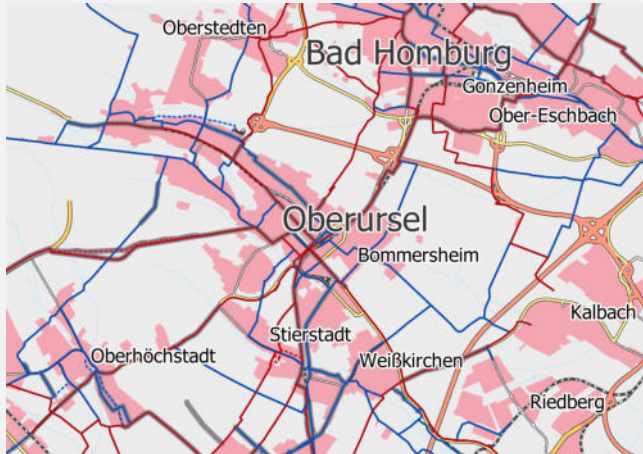 Oberstedten
Bad Homburg
Gonzenheim
Ober-Eschbach
Oberursel
Bommersheim
Kalbach
Stierstadt
Oberhöchstadt
Weißkirchen
Riedberg